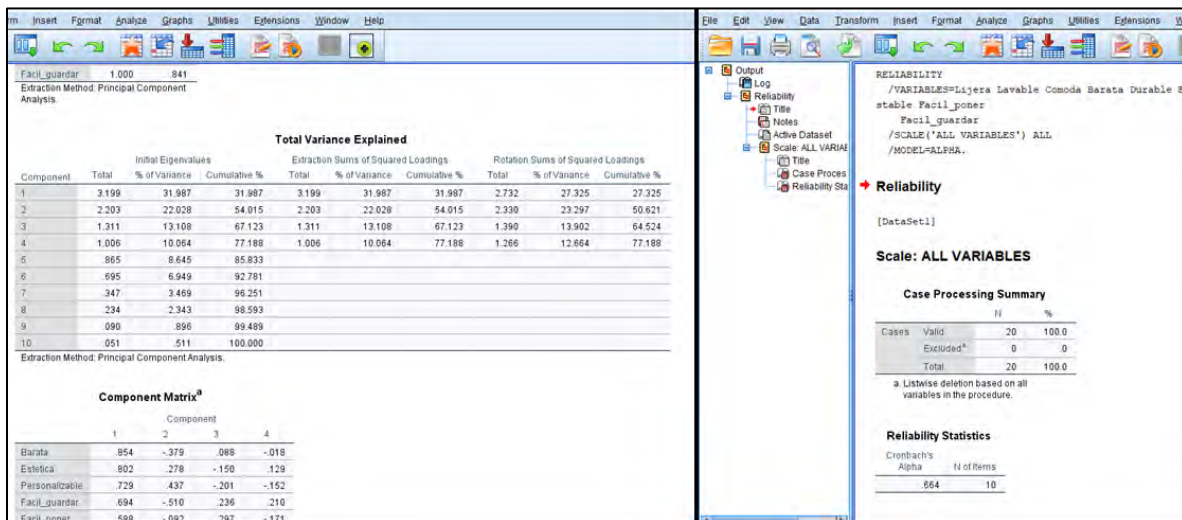 m Insert Format Analyze Graphs Utilities Extensions Window Help
Facil_guardar 1.000 .841
Extraction Method: Principal Component
Analysis.
Total Variance Explained
Initial Eigenvalues Extraction Sums of Squared Loadings Rotation Sums of Squared Loadings
Component Total % of Variance Cumulative % Total % of Variance Cumulative % Total % of Variance Cumulative %
1 3.199 31.987 31.987 3.199 31.987 31.987 2.732 27.325 27.325
2 2.203 22.028 54.015 2.203 22.028 54.015 2.330 23.297 50.621
3 1.311 13.108 67.123 1.311 13.108 67.123 1.390 13.902 64.524
4 1.006 10.064 77.188 1.006 10.064 77.188 1.266 12.664 77.188
5 .865 8.645 85.833
6 .695 6.949 92.781
7 .347 3.469 96.251
8 .234 2.343 98.593
9 .090 .896 99.489
10 .051 .511 100.000
Extraction Method: Principal Component Analysis.
Component Matrixa
Component
1 2 3 4
Barata .854 -.379 .088 -.018
Estetica .802 .278 -.150 .129
Personalizable .729 .437 -.201 -.152
Facil_guardar .694 -.510 .236 .210
Facil_poner .588 -.092 .297 -.171
File Edit View Data Transform Insert Format Analyze Graphs Utilities Extensions W
Output
Log
Reliability
Title
Notes
Active Dataset
Scale: ALL VARIAB
Title
Case Proces
Reliability Sta
RELIABILITY
/VARIABLES=Lijera Lavable Comoda Barata Durable E
stable Facil_poner
Facil_guardar
/SCALE('ALL VARIABLES') ALL
/MODEL=ALPHA.
Reliability
[DataSet1]
Scale: ALL VARIABLES
Case Processing Summary
N %
Cases Valid 20 100.0
Excludeda 0 .0
Total 20 100.0
a. Listwise deletion based on all
variables in the procedure.
Reliability Statistics
Cronbach's
Alpha N of Items
.664 10